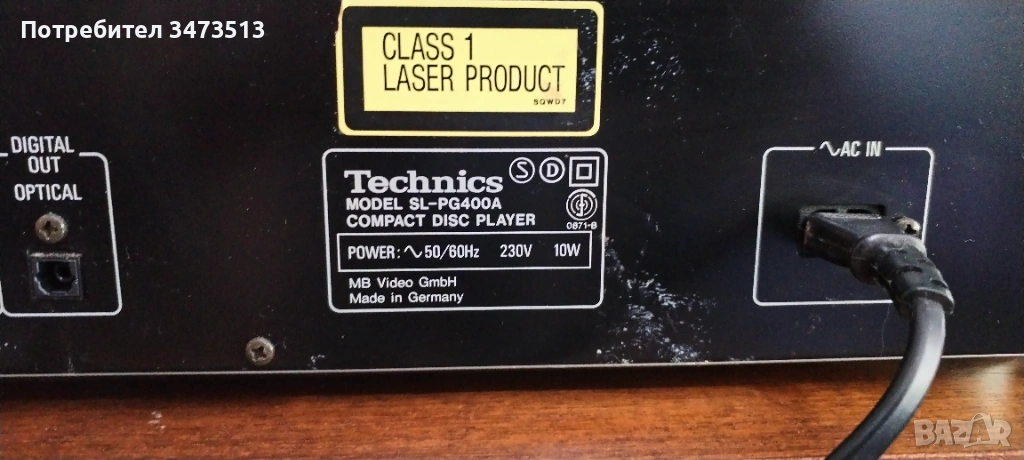 Потребител 3473513
CLASS 1
LASER PRODUCT
SQWD7
DIGITAL
OUT
OPTICAL
Technics S D
MODEL SL-PG400A
COMPACT DISC PLAYER
0871-B
POWER: ∿50/60Hz 230V 10W
MB Video GmbH
Made in Germany
∿AC IN
BAZAR